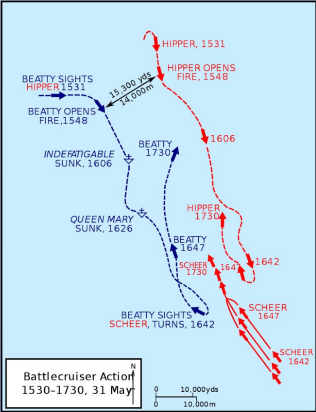 HIPPER, 1531
HIPPER OPENS
FIRE, 1548
15,300 yds
14,000m
BEATTY SIGHTS
HIPPER 1531
BEATTY OPENS
FIRE,1548
1606
BEATTY
1730
INDEFATIGABLE
SUNK, 1606
HIPPER
1730
QUEEN MARY
SUNK, 1626
BEATTY
1647
SCHEER
1730
1647
1642
BEATTY SIGHTS
SCHEER, TURNS, 1642
SCHEER
1647
SCHEER
1642
Battlecruiser Action
1530–1730, 31 May
N
0 10,000yds
0 10,000m